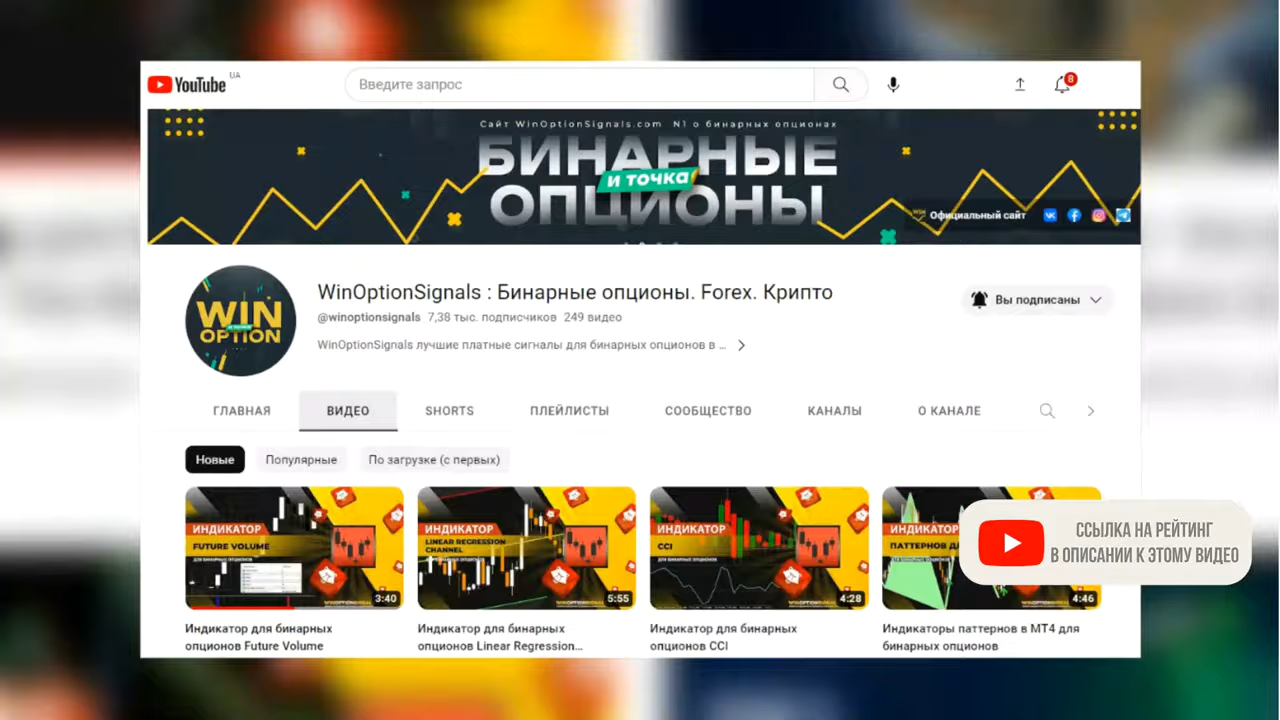 YouTube UA
Введите запрос
8
Сайт WinOptionSignals.com N1 о бинарных опционах
БИНАРНЫЕ
и точка
ОПЦИОНЫ
Официальный сайт
WIN
OPTION
WinOptionSignals : Бинарные опционы. Forex. Крипто
@winoptionsignals 7,38 тыс. подписчиков 249 видео
WinOptionSignals лучшие платные сигналы для бинарных опционов в ...
Вы подписаны
ГЛАВНАЯ ВИДЕО SHORTS ПЛЕЙЛИСТЫ СООБЩЕСТВО КАНАЛЫ О КАНАЛЕ
Новые Популярные По загрузке (с первых)
ИНДИКАТОР
FUTURE VOLUME
3:40
ИНДИКАТОР
LINEAR REGRESSION
CHANNEL
5:55
ИНДИКАТОР
CCI
4:28
ПАТТЕРНОВ
4:46
ССЫЛКА НА РЕЙТИНГ
В ОПИСАНИИ К ЭТОМУ ВИДЕО
Индикатор для бинарных
опционов Future Volume
Индикатор для бинарных
опционов Linear Regression...
Индикатор для бинарных
опционов CCI
Индикаторы паттернов в МТ4 для
бинарных опционов